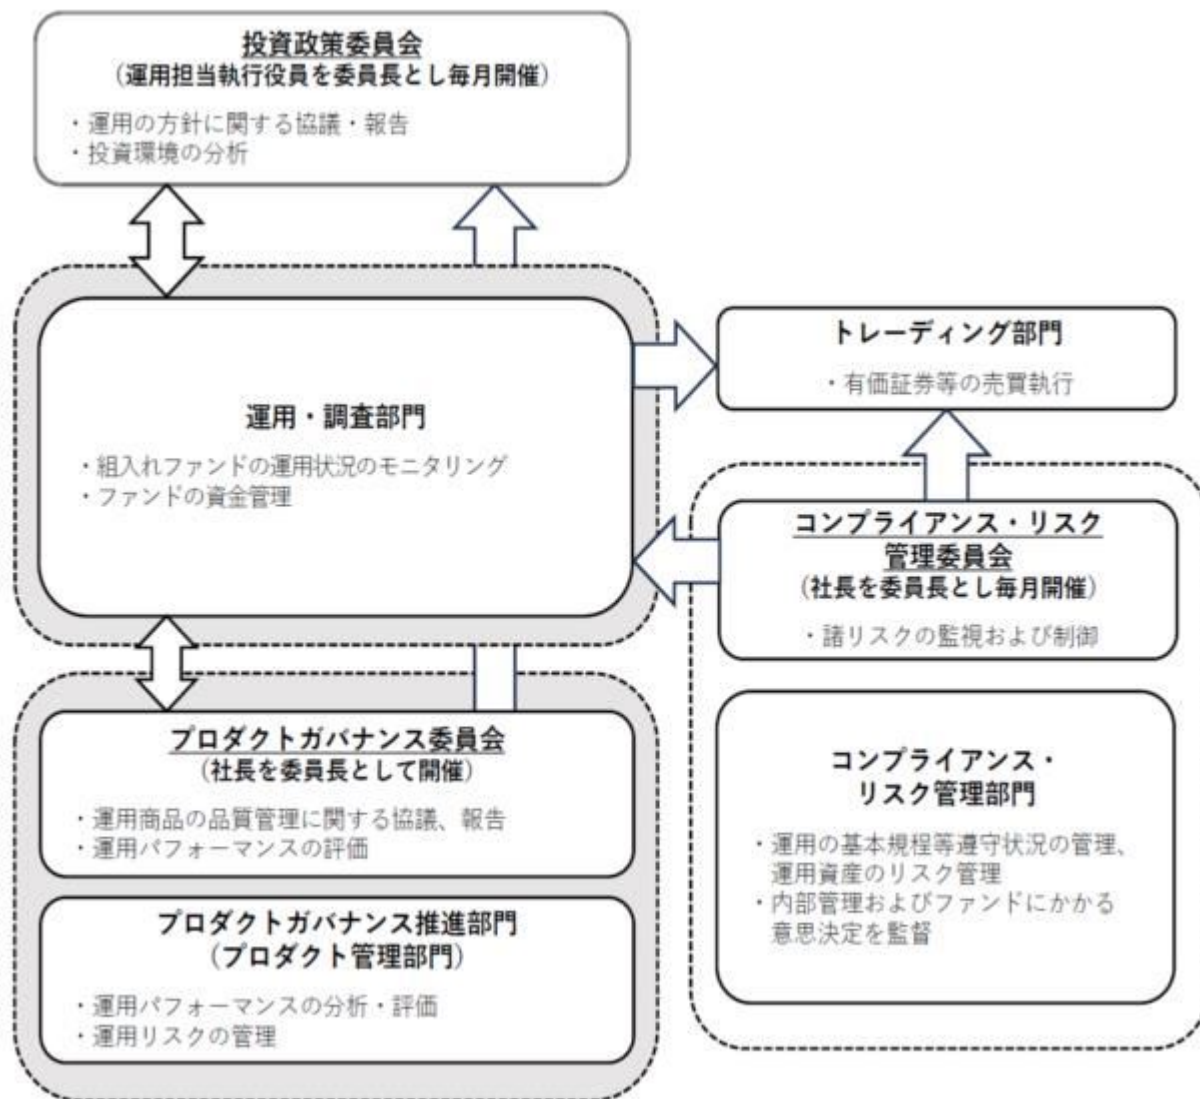 投資政策委員会
(運用担当執行役員を委員長とし毎月開催)
・運用の方針に関する協議・報告
・投資環境の分析
運用・調査部門
・組入れファンドの運用状況のモニタリング
・ファンドの資金管理
トレーディング部門
・有価証券等の売買執行
コンプライアンス・リスク
管理委員会
(社長を委員長とし毎月開催)
・諸リスクの監視および制御
プロダクトガバナンス委員会
(社長を委員長として開催)
・運用商品の品質管理に関する協議、報告
・運用パフォーマンスの評価
プロダクトガバナンス推進部門
(プロダクト管理部門)
・運用パフォーマンスの分析・評価
・運用リスクの管理
コンプライアンス・
リスク管理部門
・運用の基本規程等遵守状況の管理、
運用資産のリスク管理
・内部管理およびファンドにかかる
意思決定を監督